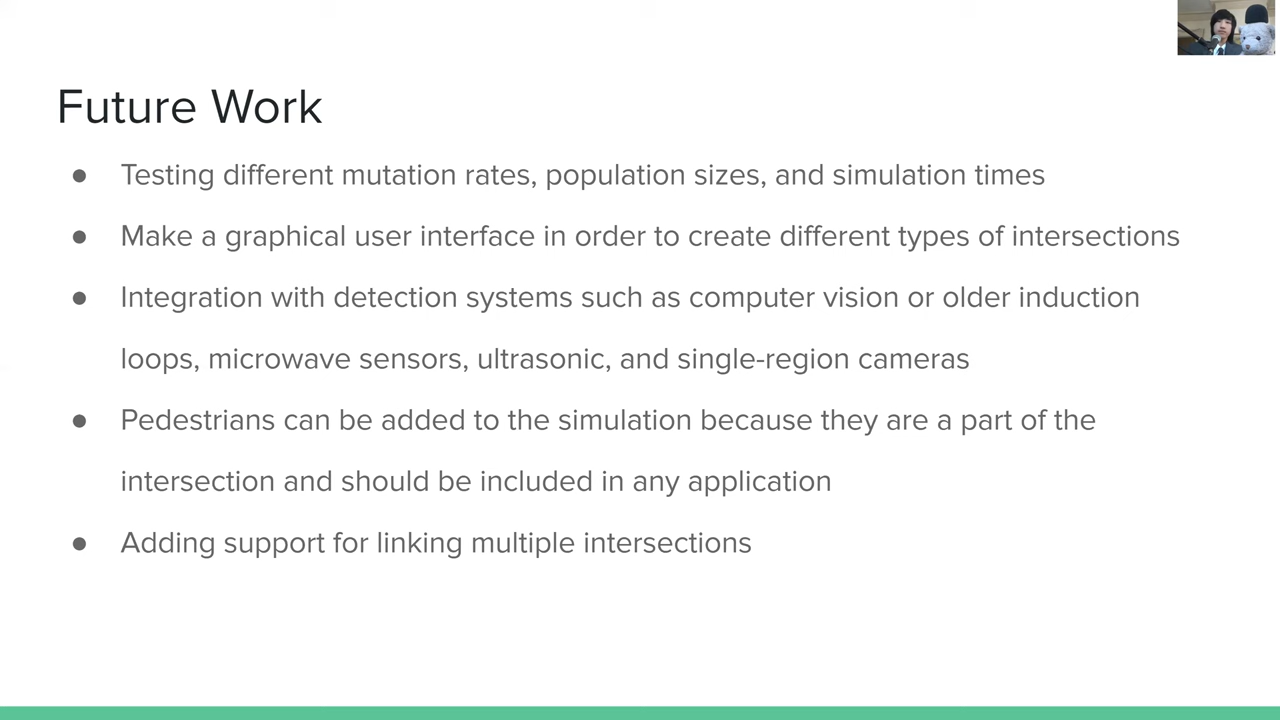 Future Work
● Testing different mutation rates, population sizes, and simulation times
● Make a graphical user interface in order to create different types of intersections
● Integration with detection systems such as computer vision or older induction
loops, microwave sensors, ultrasonic, and single-region cameras
● Pedestrians can be added to the simulation because they are a part of the
intersection and should be included in any application
● Adding support for linking multiple intersections